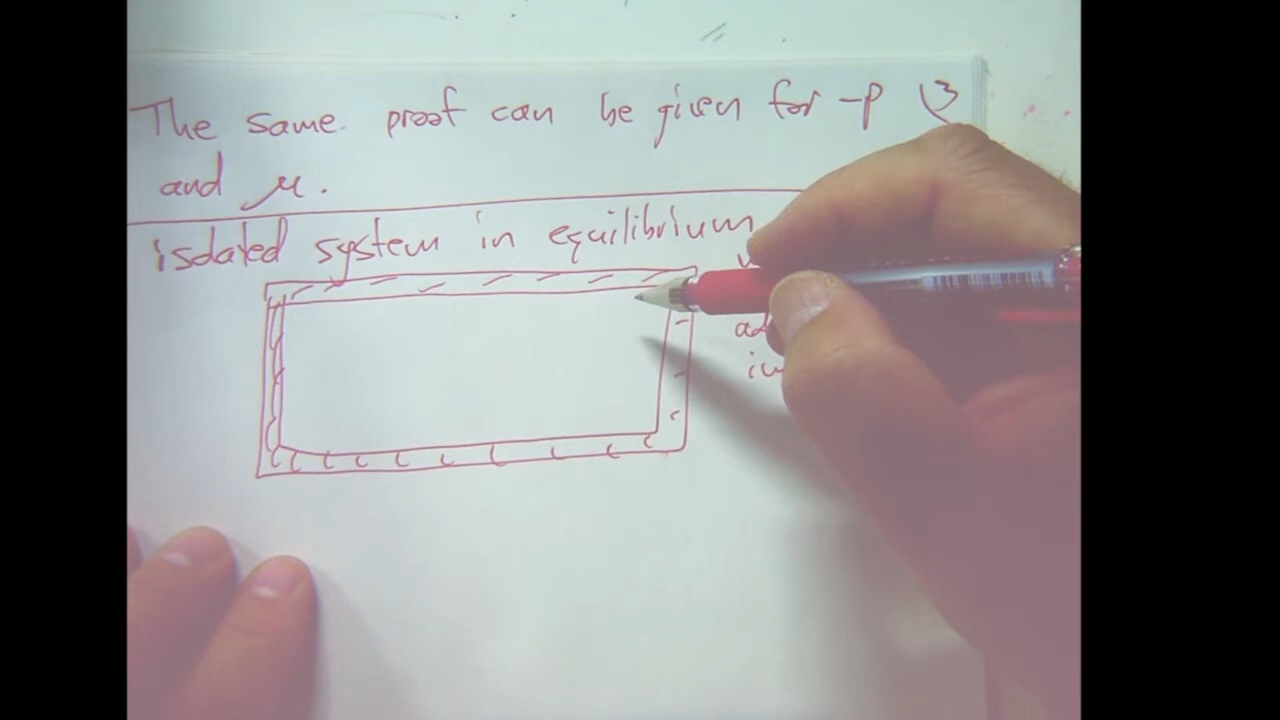 The same proof can be given for -P
and μ.
isolated system in equilibrium